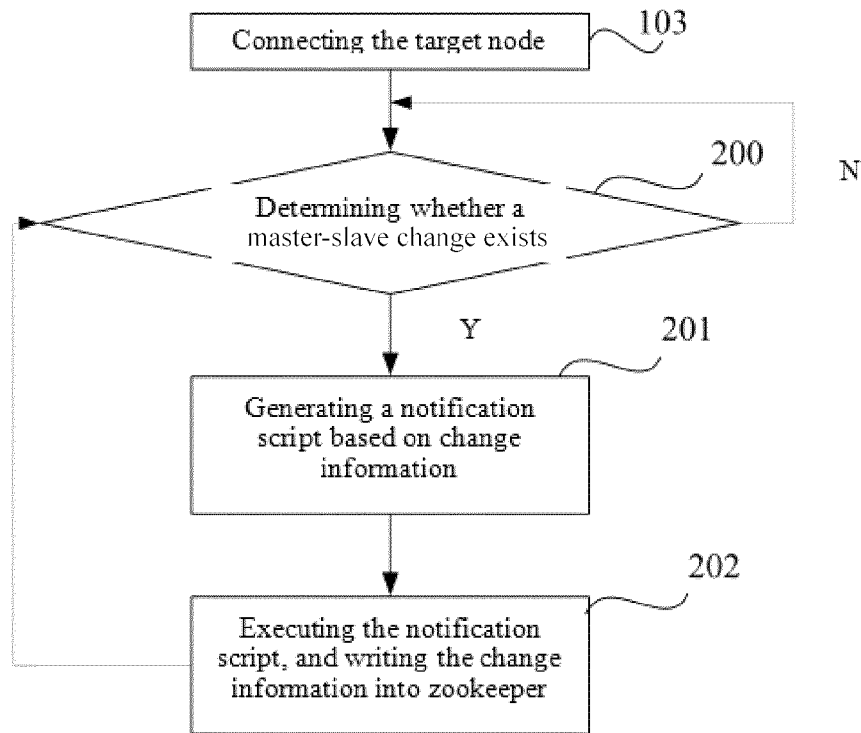 Connecting the target node
103
200
N
Determining whether a
master-slave change exists
Y
201
Generating a notification
script based on change
information
202
Executing the notification
script, and writing the change
information into zookeeper